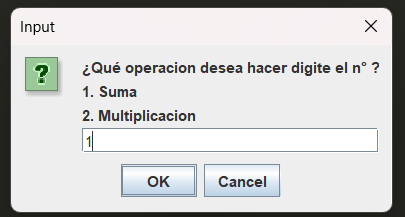 Input
¿Qué operacion desea hacer digite el n° ?
1. Suma
2. Multiplicacion
1
OK
Cancel